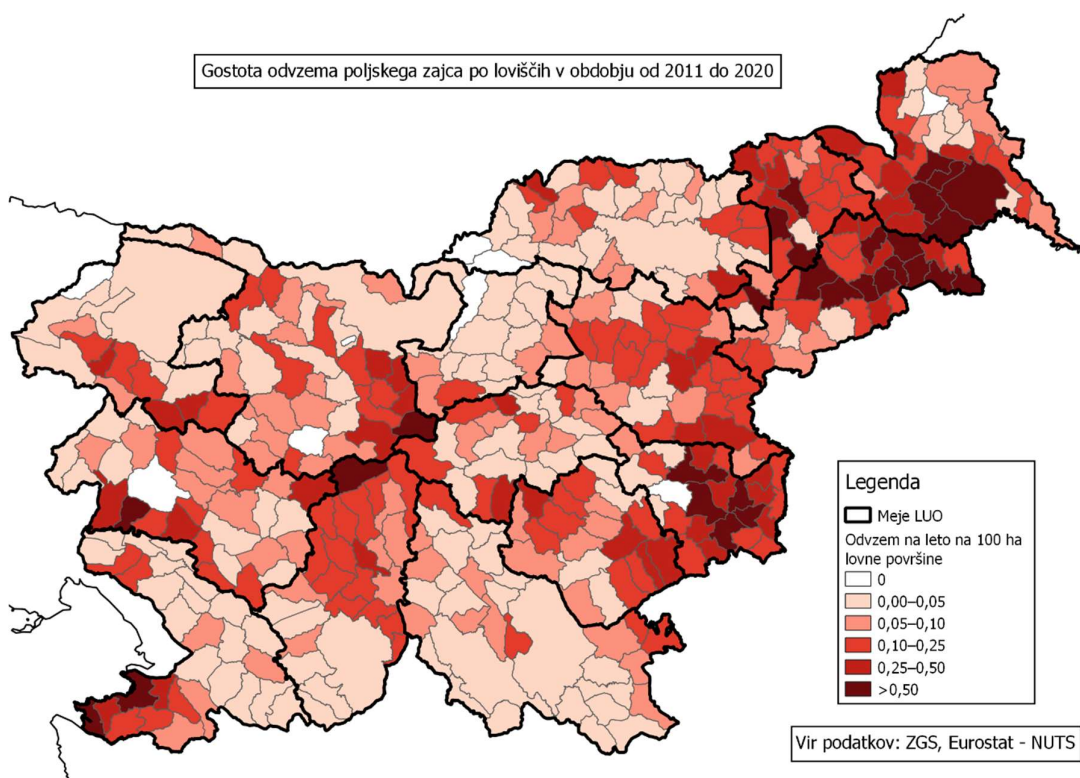 Gostota odvzema poljskega zajca po loviščih v obdobju od 2011 do 2020
Legenda
Meje LUO
Odvzem na leto na 100 ha
lovne površine
0
0,00–0,05
0,05–0,10
0,10–0,25
0,25–0,50
>0,50
Vir podatkov: ZGS, Eurostat - NUTS